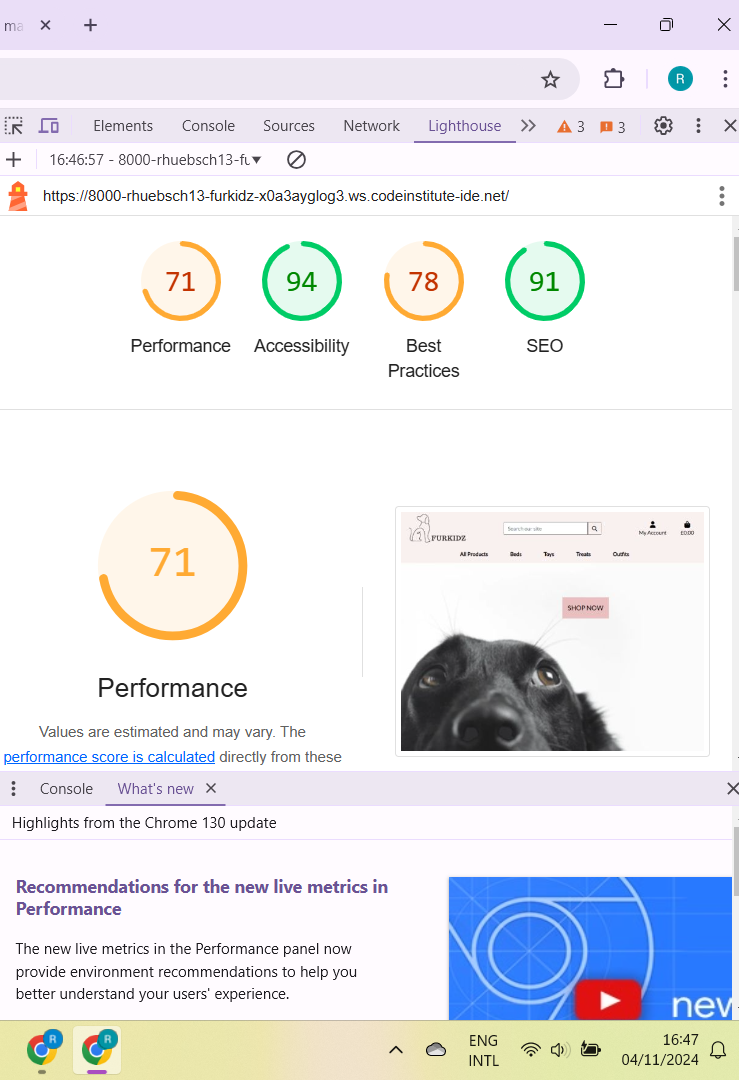 ma
R
Elements Console Sources Network Lighthouse 3 3
16:46:57 - 8000-rhuebsch13-fu
https://8000-rhuebsch13-furkidz-x0a3ayglog3.ws.codeinstitute-ide.net/
71 94 78 91
Performance Accessibility Best Practices SEO
71
Performance
Values are estimated and may vary. The
performance score is calculated directly from these
FURKIDZ
Search our site
My Account £0.00
All Products Beds Toys Treats Outfits
SHOP NOW
Console What's new
Highlights from the Chrome 130 update
Recommendations for the new live metrics in
Performance
The new live metrics in the Performance panel now
provide environment recommendations to help you
better understand your users' experience.
new
R R
ENG
INTL
16:47
04/11/2024